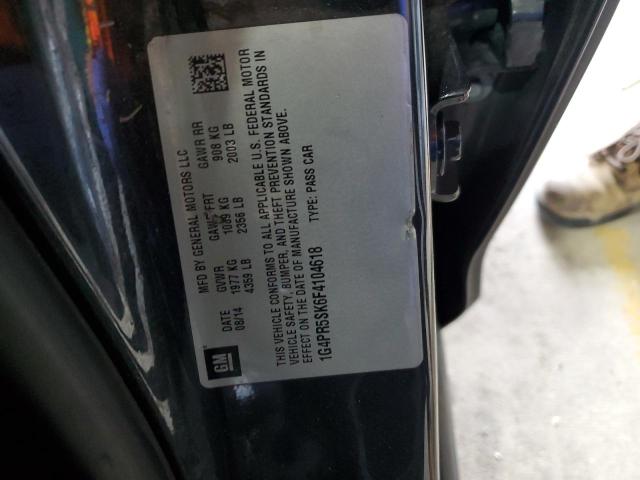 GM
MFD BY GENERAL MOTORS LLC
DATE GVWR GAWR FRT GAWR RR
08/14 1977 KG 1069 KG 908 KG
4359 LB 2356 LB 2003 LB
THIS VEHICLE CONFORMS TO ALL APPLICABLE U.S. FEDERAL MOTOR
VEHICLE SAFETY, BUMPER, AND THEFT PREVENTION STANDARDS IN
EFFECT ON THE DATE OF MANUFACTURE SHOWN ABOVE.
1G4PR5SK6F4104618 TYPE: PASS CAR